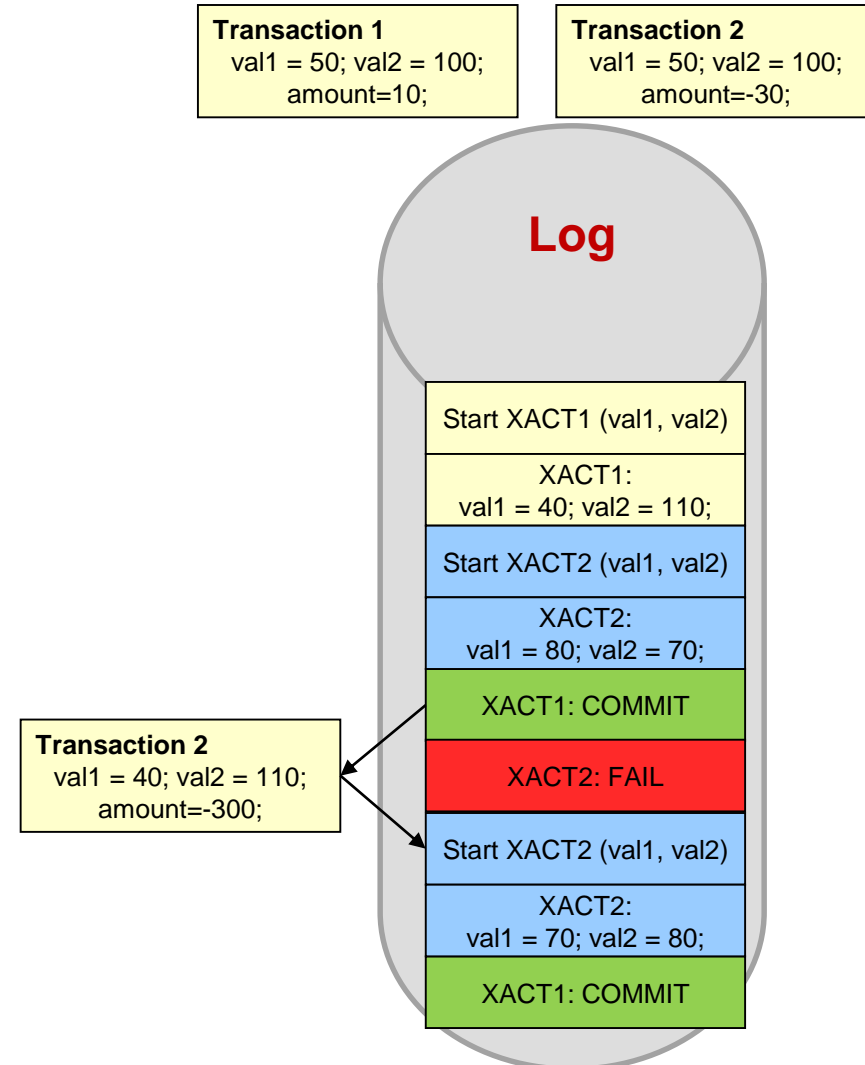 Transaction 1
val1 = 50; val2 = 100;
amount=10;
Transaction 2
val1 = 50; val2 = 100;
amount=-30;
Log
Start XACT1 (val1, val2)
XACT1:
val1 = 40; val2 = 110;
Start XACT2 (val1, val2)
XACT2:
val1 = 80; val2 = 70;
XACT1: COMMIT
Transaction 2
val1 = 40; val2 = 110;
amount=-300;
XACT2: FAIL
Start XACT2 (val1, val2)
XACT2:
val1 = 70; val2 = 80;
XACT1: COMMIT